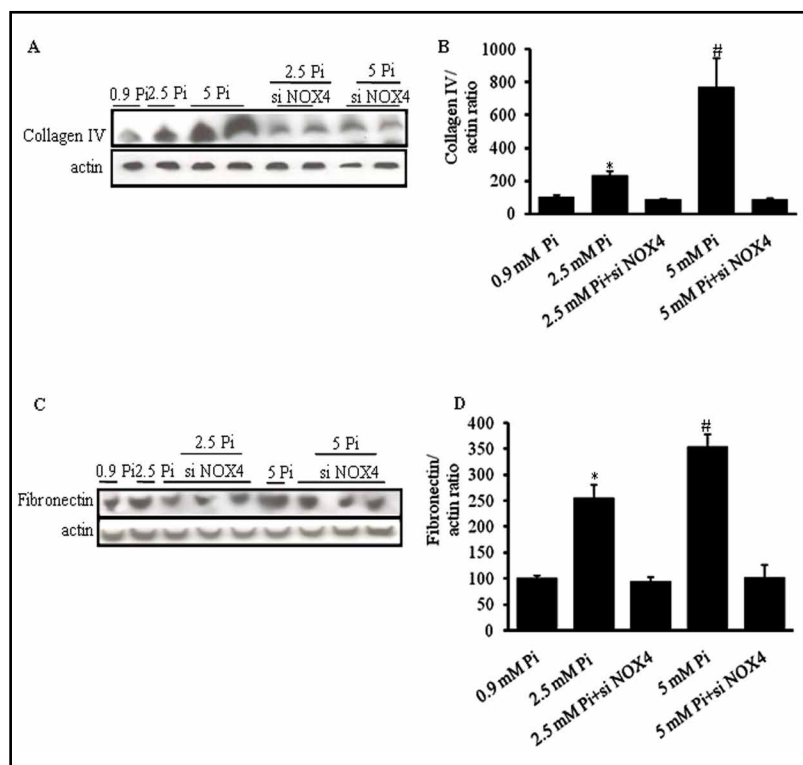 A
2.5 Pi 5 Pi
0.9 Pi 2.5 Pi 5 Pi si NOX4 si NOX4
Collagen IV
actin
B
Collagen IV/
actin ratio
1000
800
600
400
200
0
*
#
0.9 mM Pi
2.5 mM Pi
2.5 mM Pi+si NOX4
5 mM Pi
5 mM Pi+si NOX4
C
2.5 Pi 5 Pi
0.9 Pi 2.5 Pi si NOX4 5 Pi si NOX4
Fibronectin
actin
D
Fibronectin/
actin ratio
400
350
300
250
200
150
100
50
0
*
#
0.9 mM Pi
2.5 mM Pi
2.5 mM Pi+si NOX4
5 mM Pi
5 mM Pi+si NOX4